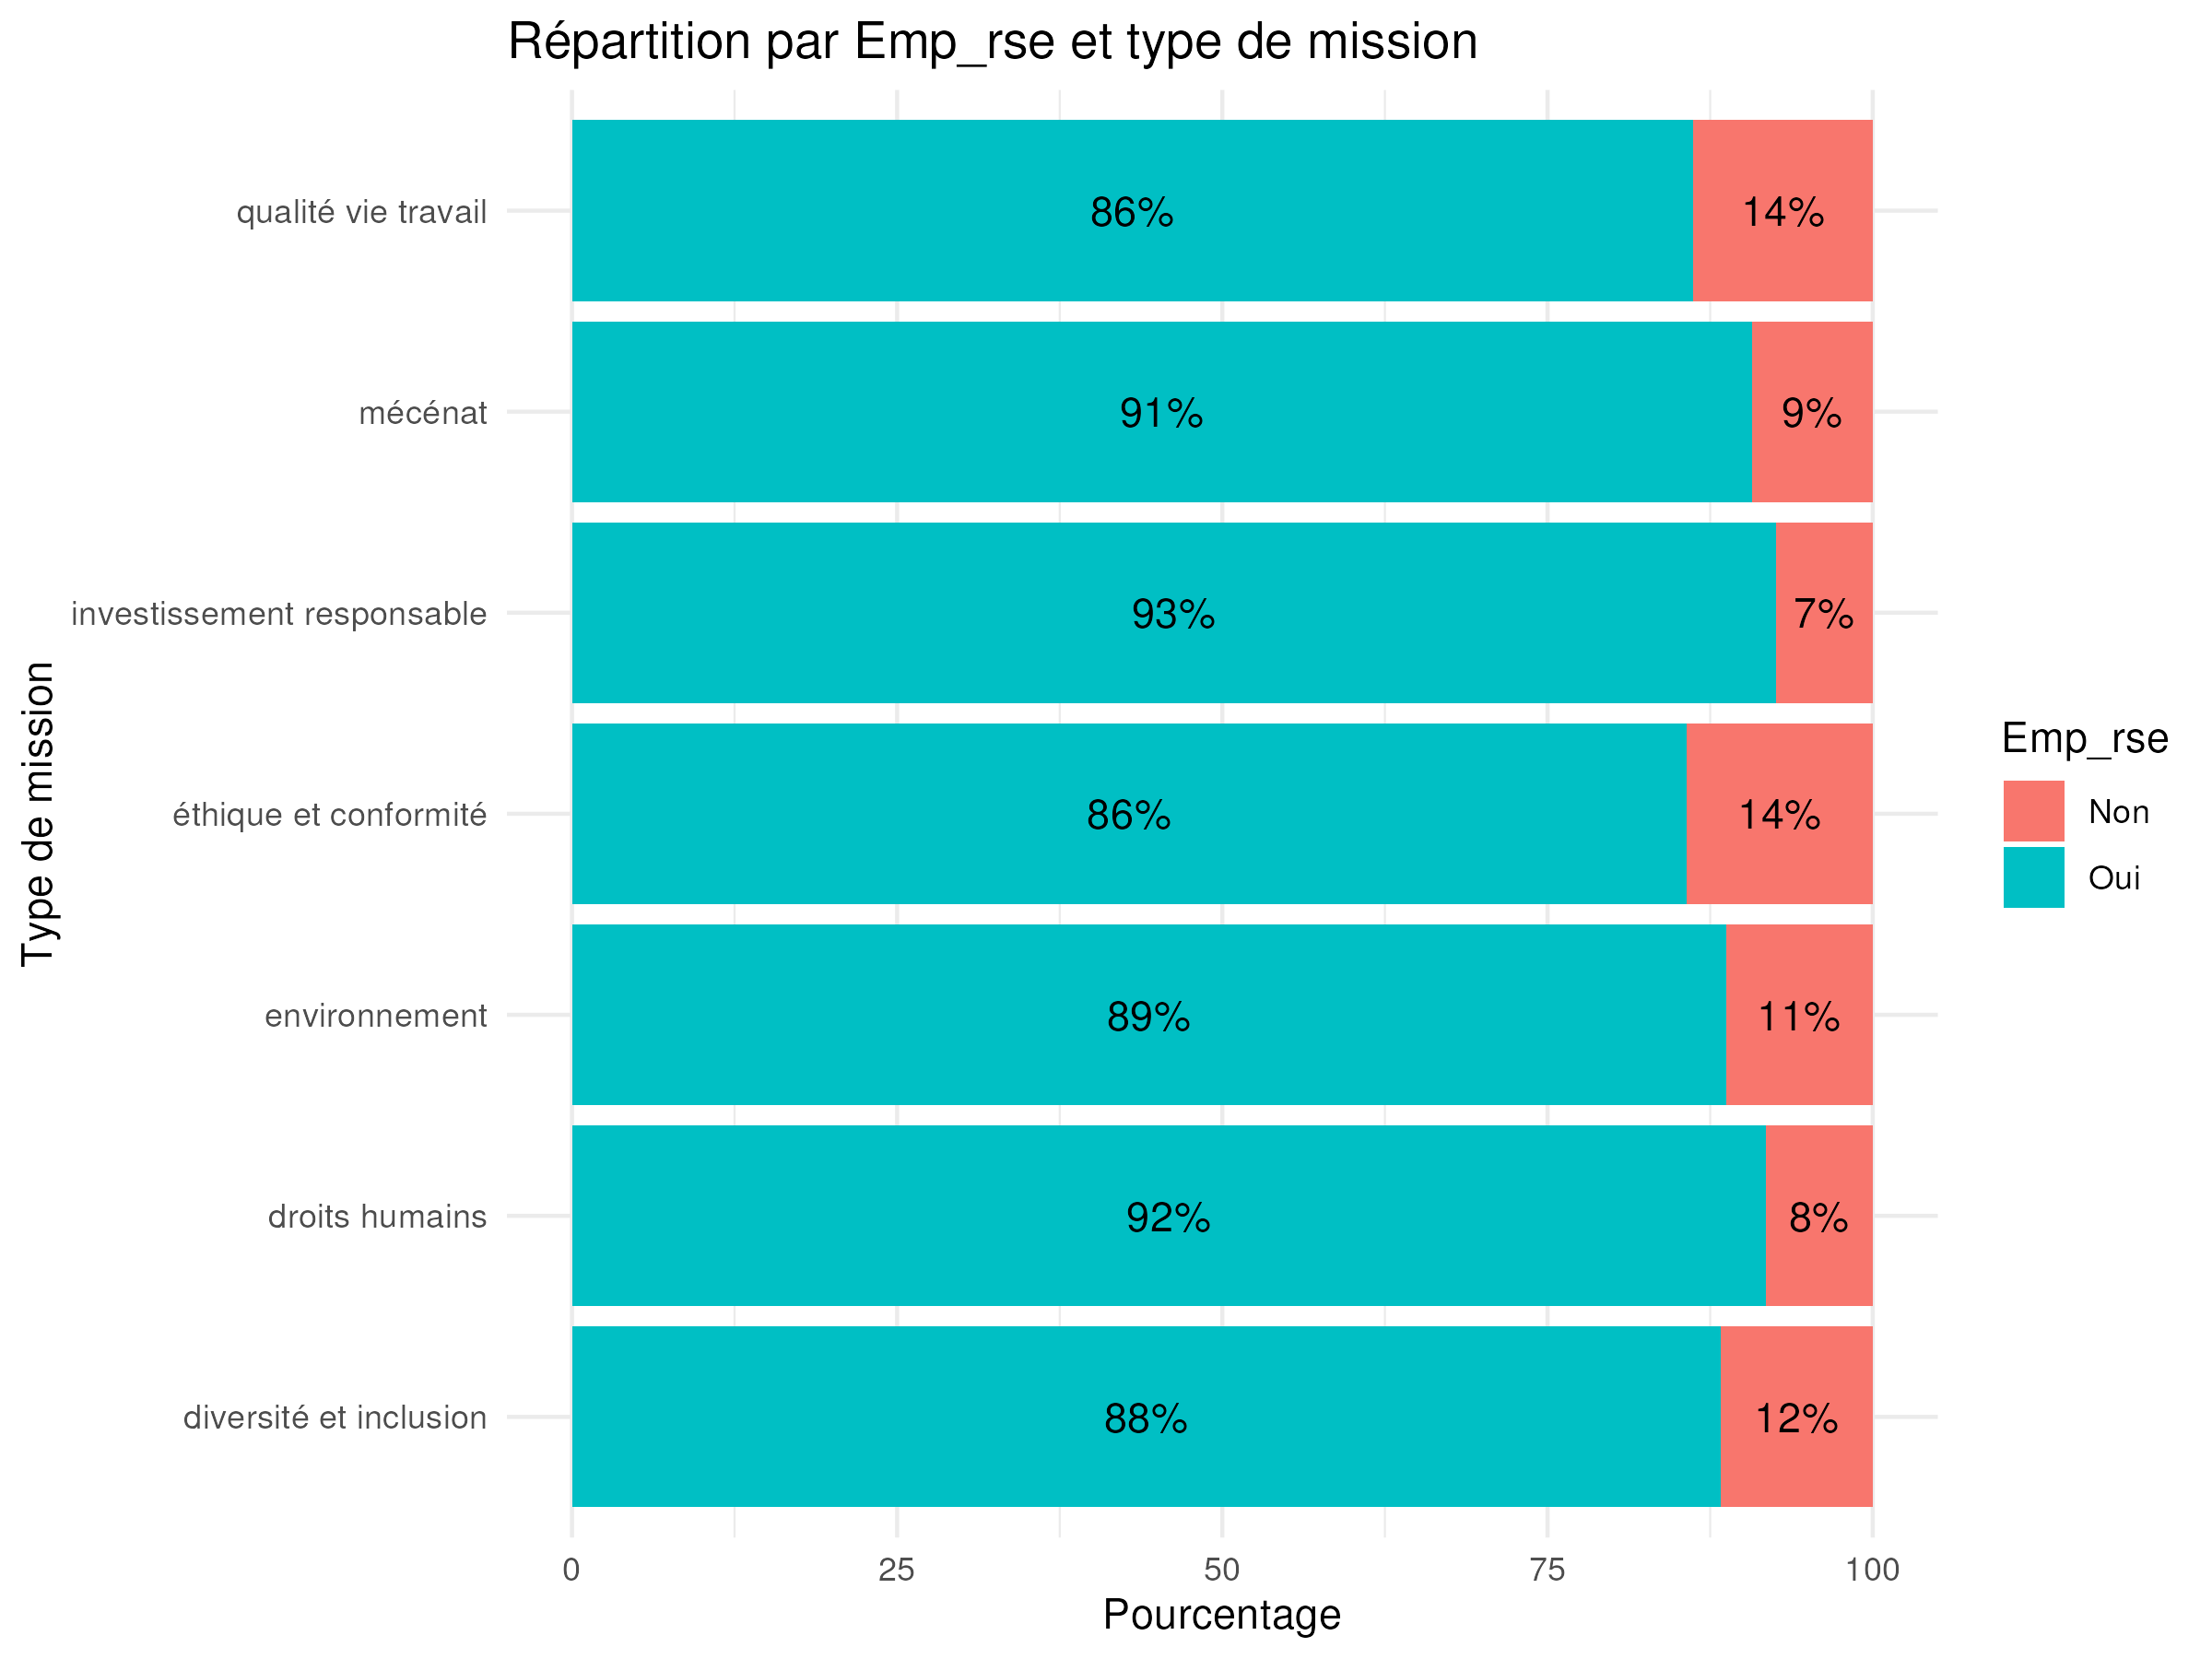 Répartition par Emp_rse et type de mission
Type de mission
qualité vie travail
86%
14%
mécénat
91%
9%
investissement responsable
93%
7%
éthique et conformité
86%
14%
environnement
89%
11%
droits humains
92%
8%
diversité et inclusion
88%
12%
0
25
50
75
100
Pourcentage
Emp_rse
Non
Oui